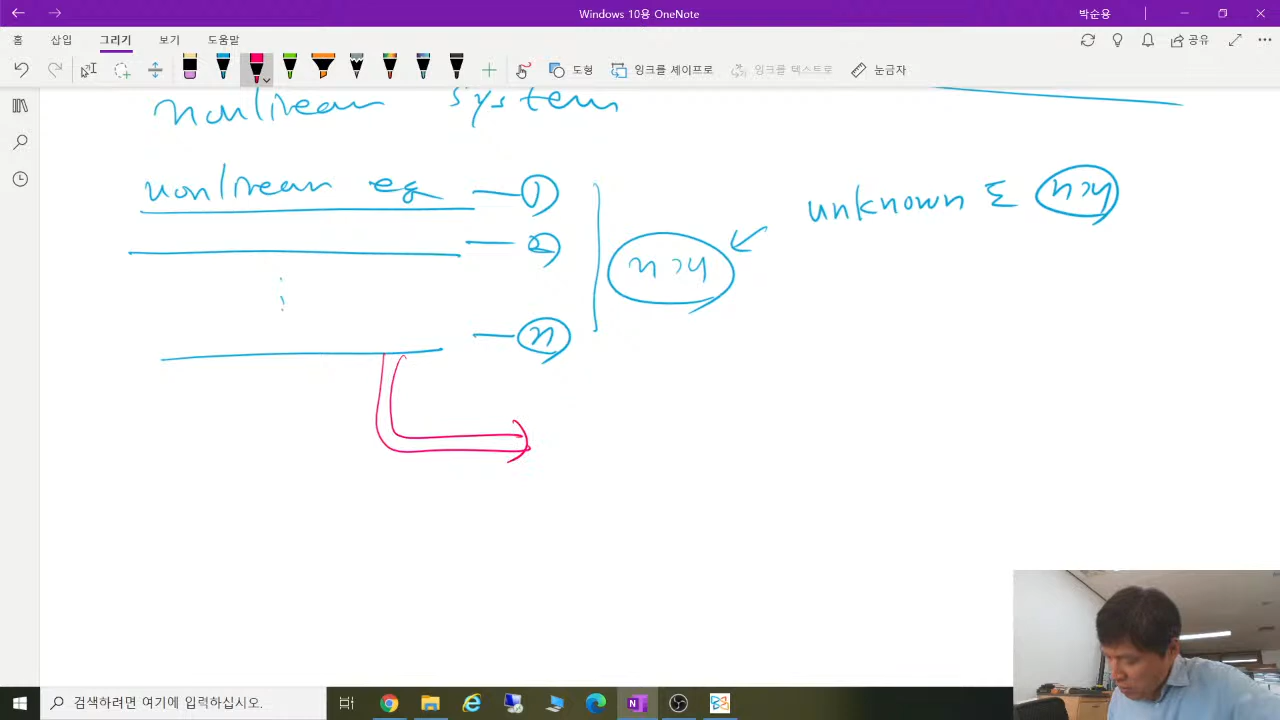 Windows 10용 OneNote
박순용
홈 삽입 그리기 보기 도움말
공유
도형 잉크를 셰이프로 잉크를 텍스트로 눈금자
nonlinear system
nonlinear eq ①
②
⋮
n
n개
unknown도 n개
검색하려면 여기에 입력하십시오.